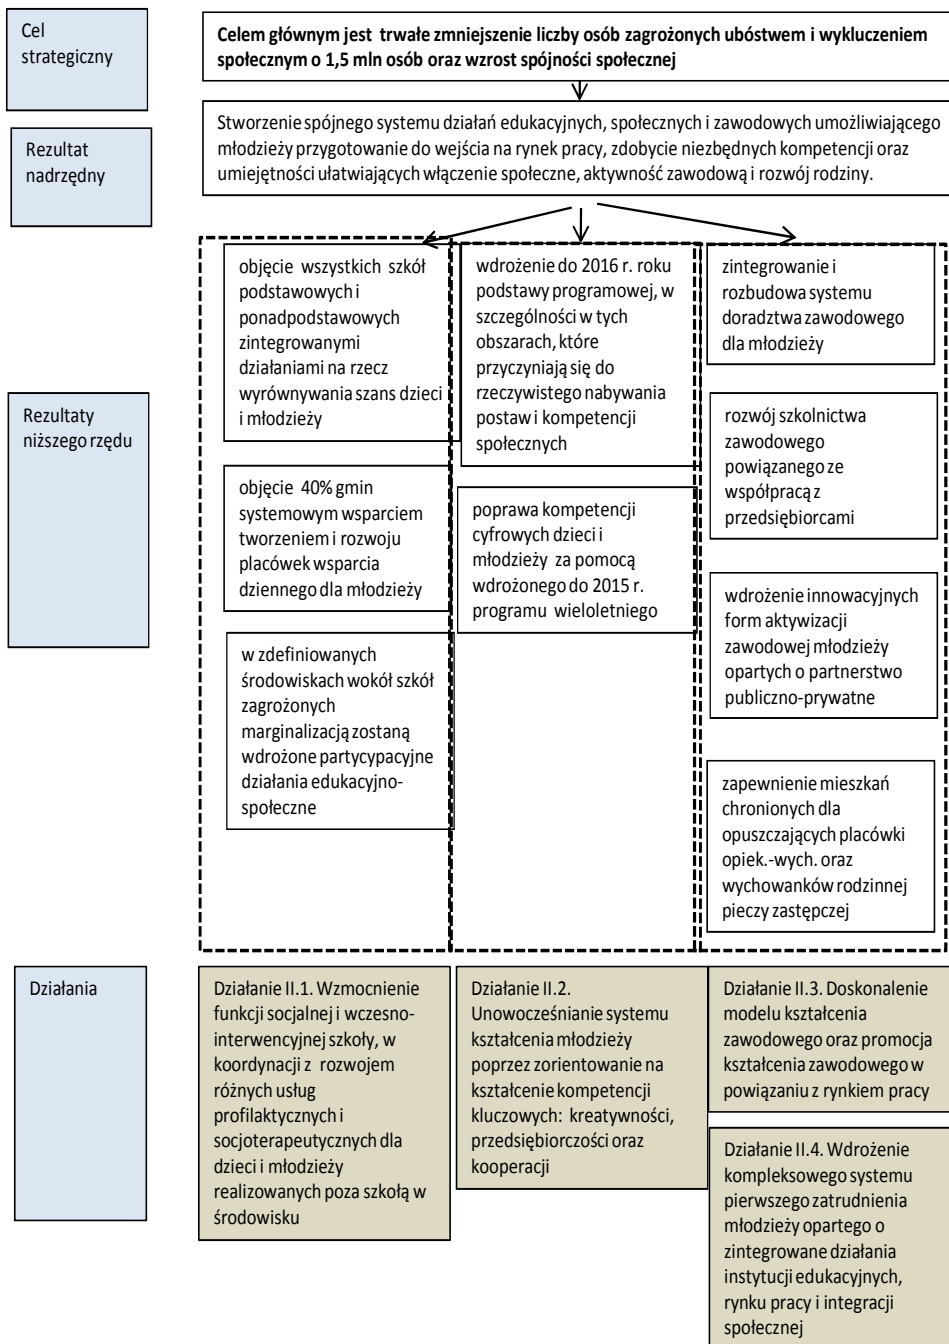 Cel
strategiczny
Celem głównym jest trwałe zmniejszenie liczby osób zagrożonych ubóstwem i wykluczeniem
społecznym o 1,5 mln osób oraz wzrost spójności społecznej
Rezultat
nadrzędny
Stworzenie spójnego systemu działań edukacyjnych, społecznych i zawodowych umożliwiającego
młodzieży przygotowanie do wejścia na rynek pracy, zdobycie niezbędnych kompetencji oraz
umiejętności ułatwiających włączenie społeczne, aktywność zawodową i rozwój rodziny.
Rezultaty
niższego rzędu
objęcie wszystkich szkół
podstawowych i
ponadpodstawowych
zintegrowanymi
działaniami na rzecz
wyrównywania szans dzieci
i młodzieży
objęcie 40% gmin
systemowym wsparciem
tworzeniem i rozwoju
placówek wsparcia
dziennego dla młodzieży
w zdefiniowanych
środowiskach wokół szkół
zagrożonych
marginalizacją zostaną
wdrożone partycypacyjne
działania edukacyjno-
społeczne
wdrożenie do 2016 r. roku
podstawy programowej, w
szczególności w tych
obszarach, które
przyczyniają się do
rzeczywistego nabywania
postaw i kompetencji
społecznych
poprawa kompetencji
cyfrowych dzieci i
młodzieży za pomocą
wdrożonego do 2015 r.
programu wieloletniego
zintegrowanie i
rozbudowa systemu
doradztwa zawodowego
dla młodzieży
rozwój szkolnictwa
zawodowego
powiązanego ze
współpracą z
przedsiębiorcami
wdrożenie innowacyjnych
form aktywizacji
zawodowej młodzieży
opartych o partnerstwo
publiczno-prywatne
zapewnienie mieszkań
chronionych dla
opuszczających placówki
opiek.-wych. oraz
wychowanków rodzinnej
pieczy zastępczej
Działania
Działanie II.1. Wzmocnienie
funkcji socjalnej i wczesno-
interwencyjnej szkoły, w
koordynacji z rozwojem
różnych usług
profilaktycznych i
socjoterapeutycznych dla
dzieci i młodzieży
realizowanych poza szkołą w
środowisku
Działanie II.2.
Unowocześnianie systemu
kształcenia młodzieży
poprzez zorientowanie na
kształcenie kompetencji
kluczowych: kreatywności,
przedsiębiorczości oraz
kooperacji
Działanie II.3. Doskonalenie
modelu kształcenia
zawodowego oraz promocja
kształcenia zawodowego w
powiązaniu z rynkiem pracy
Działanie II.4. Wdrożenie
kompleksowego systemu
pierwszego zatrudnienia
młodzieży opartego o
zintegrowane działania
instytucji edukacyjnych,
rynku pracy i integracji
społecznej